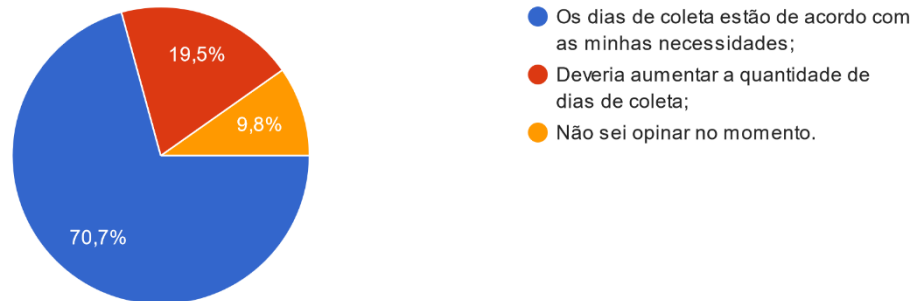 19,5%
9,8%
70,7%
Os dias de coleta estão de acordo com
as minhas necessidades;
Deveria aumentar a quantidade de
dias de coleta;
Não sei opinar no momento.